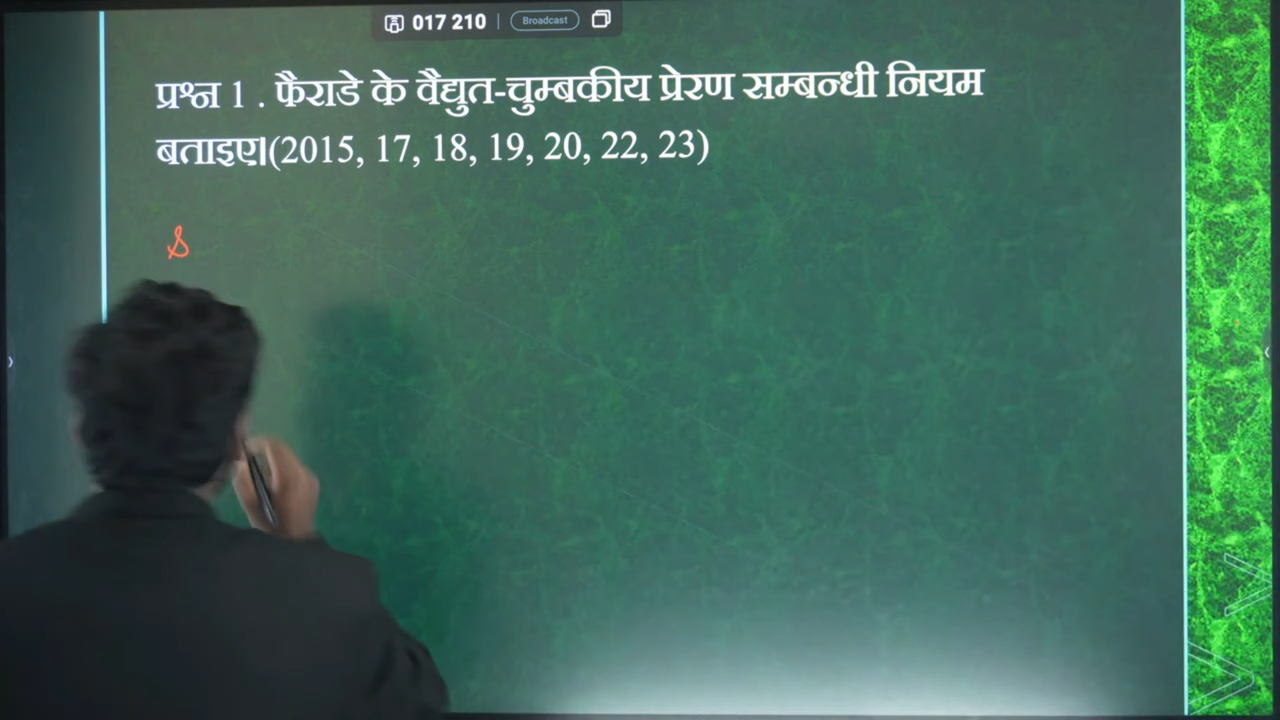 017 210 | Broadcast
प्रश्न 1 . फैराडे के वैद्युत-चुम्बकीय प्रेरण सम्बन्धी नियम
बताइए।(2015, 17, 18, 19, 20, 22, 23)
S